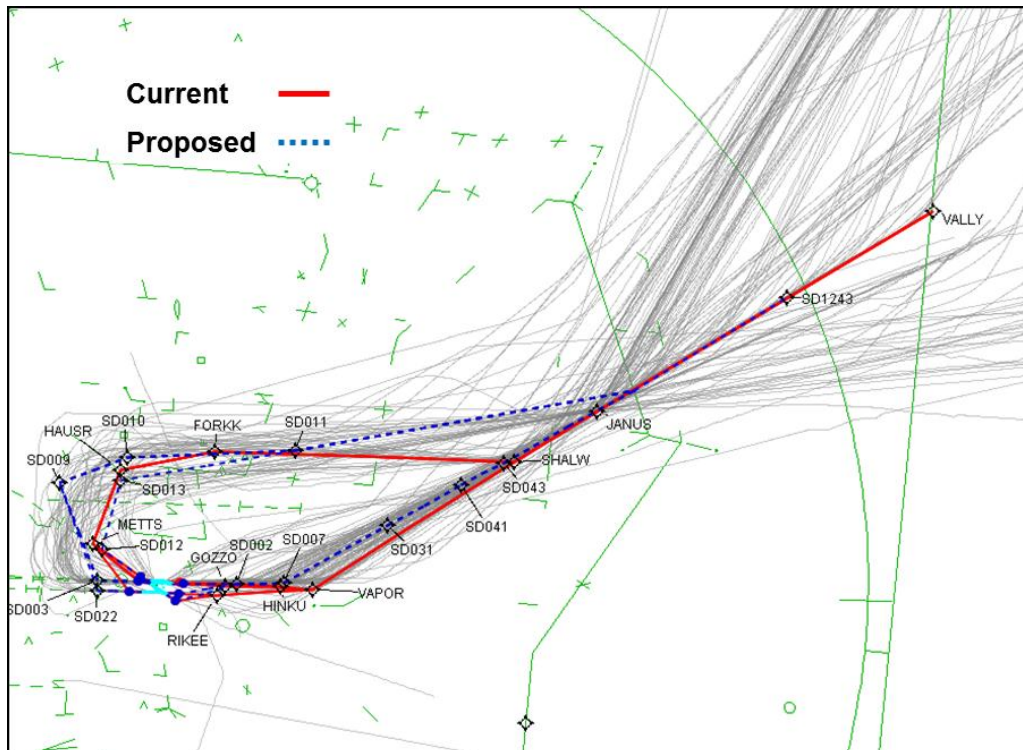 Current
Proposed
VALLY
SD1243
JANUS
FORKK
SD011
SD010
HAUSR
SD009
SD013
SHALW
SD043
SD041
METTS
SD012
SD031
SD002
SD007
GOZZO
SD003
SD022
RIKEE
HINKU
VAPOR